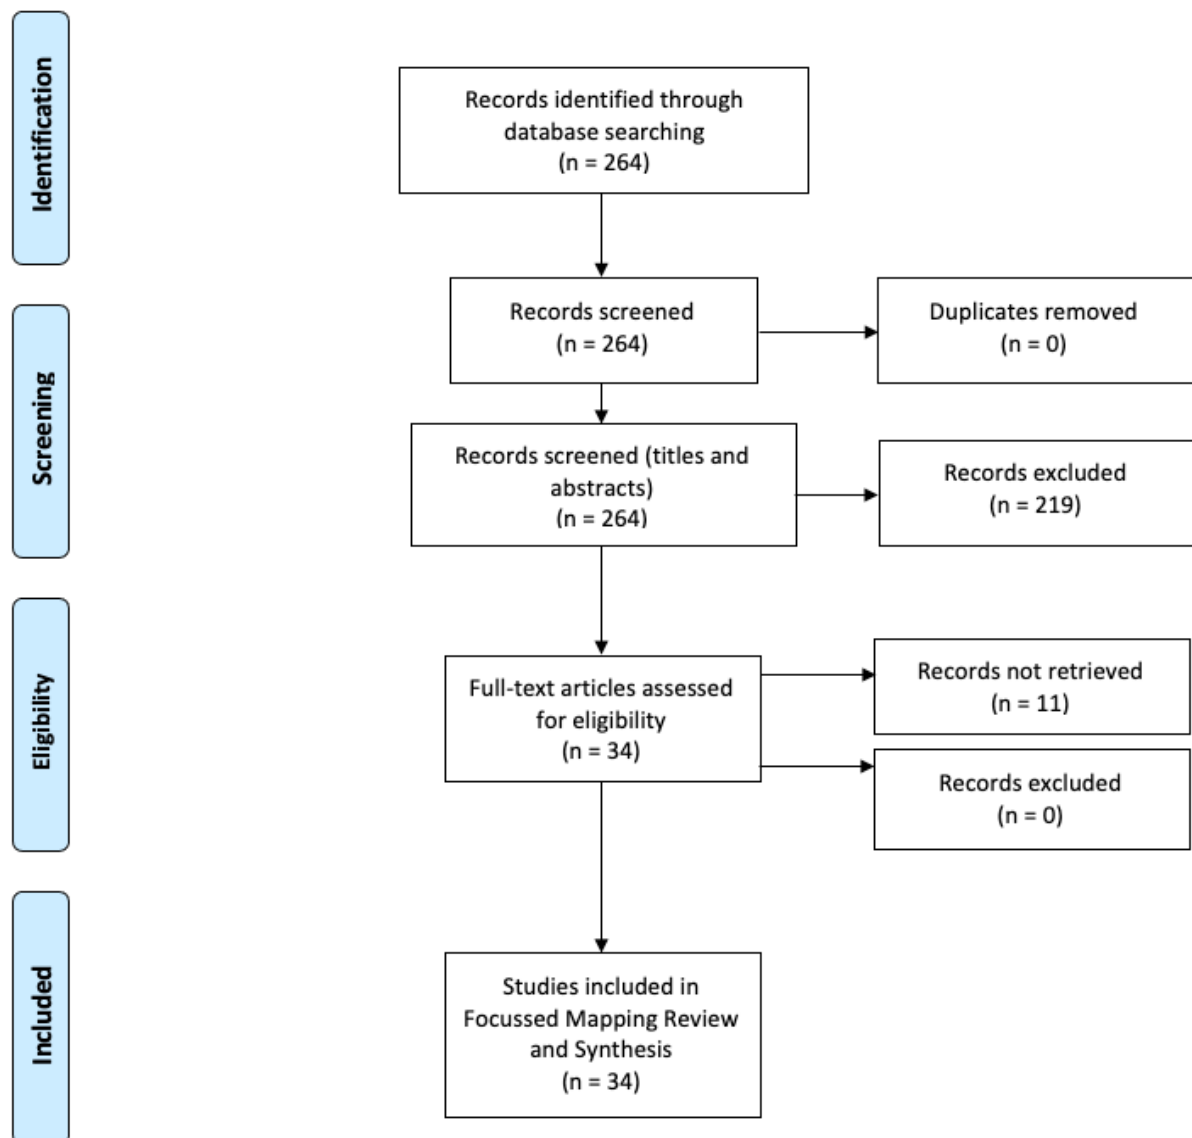 Identification
Records identified through
database searching
(n = 264)
Screening
Records screened
(n = 264)
Duplicates removed
(n = 0)
Records screened (titles and
abstracts)
(n = 264)
Records excluded
(n = 219)
Eligibility
Full-text articles assessed
for eligibility
(n = 34)
Records not retrieved
(n = 11)
Records excluded
(n = 0)
Included
Studies included in
Focussed Mapping Review
and Synthesis
(n = 34)